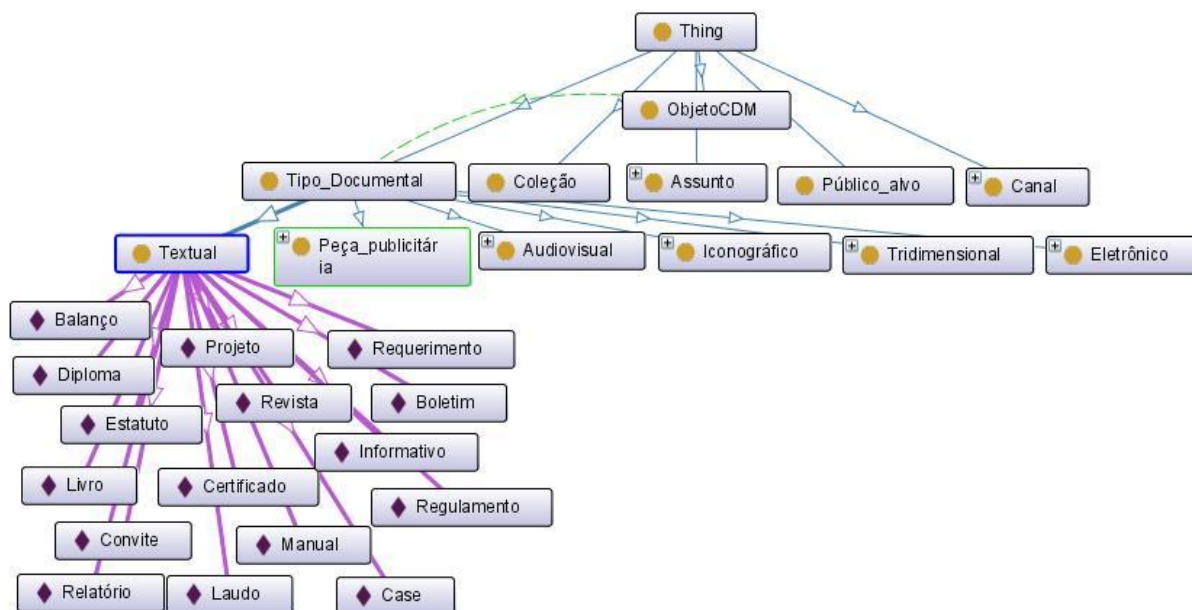 Thing
ObjetoCDM
Tipo_Documental
Coleção
Assunto
Público_alvo
Canal
Textual
Peça_publicitár
ia
Audiovisual
Iconográfico
Tridimensional
Eletrônico
Balanço
Projeto
Requerimento
Diploma
Revista
Boletim
Estatuto
Informativo
Livro
Certificado
Regulamento
Convite
Manual
Relatório
Laudo
Case